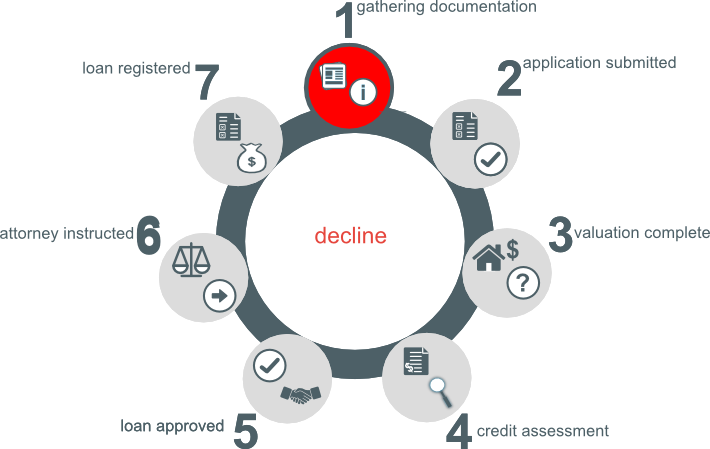 1 gathering documentation
2 application submitted
3 valuation complete
4 credit assessment
5 loan approved
6 attorney instructed
7 loan registered
decline
i
$
?
$
$